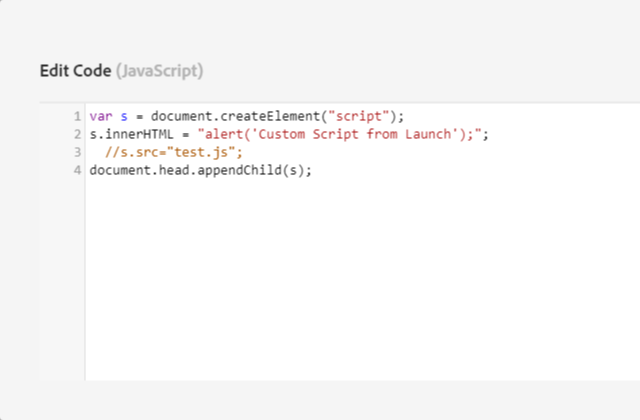 Edit Code (JavaScript)
1 var s = document.createElement("script");
2 s.innerHTML = "alert('Custom Script from Launch');";
3   //s.src="test.js";
4 document.head.appendChild(s);